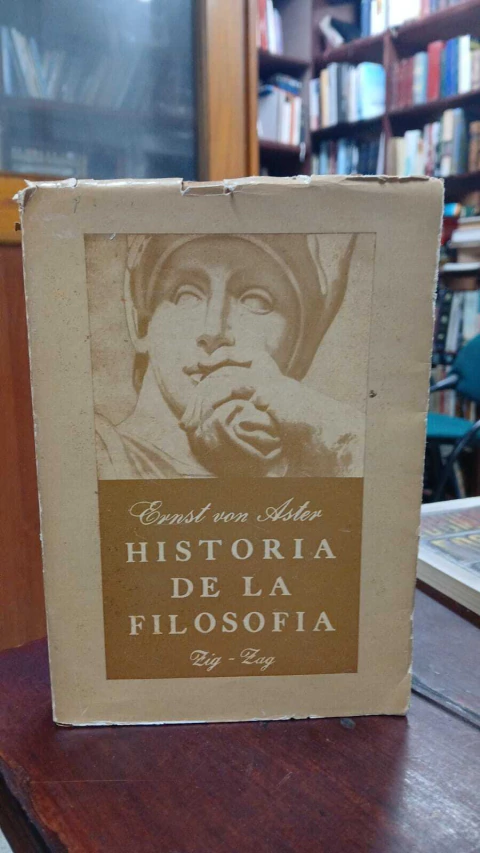 Ernst von Aster
HISTORIA
DE LA
FILOSOFIA
Zig - Zag